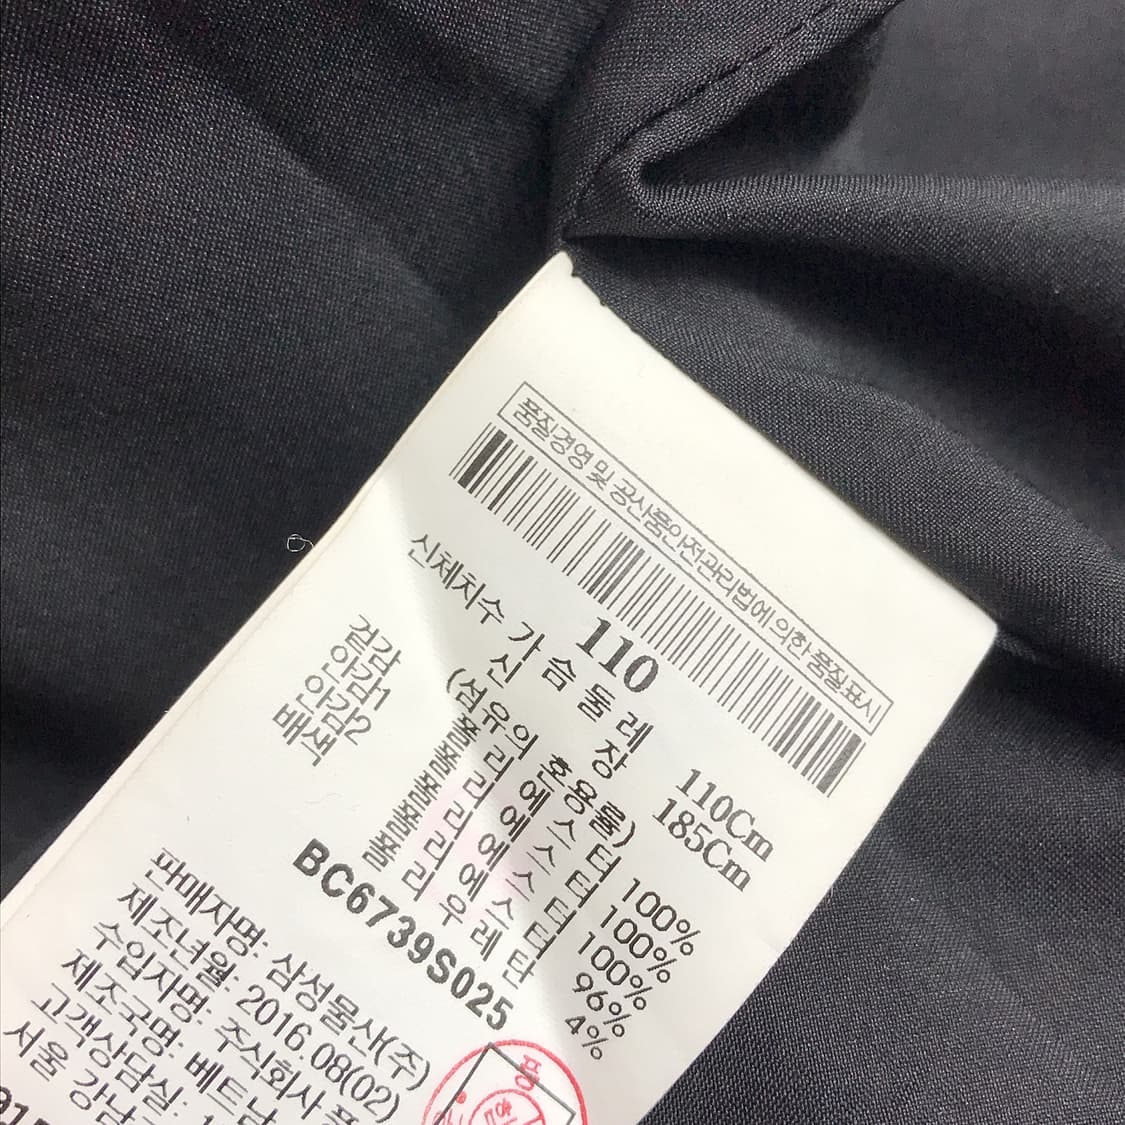 품질경영 및 공산품안전관리법에 의한 품질표시
110
신체치수 가 슴 둘 레 110Cm
신 장 185Cm
(섬유의 혼용률)
겉감 폴 리 에 스 터 100%
안감1 폴 리 에 스 터 100%
안감2 폴 리 에 스 터 100%
배색 폴 리 에 스 터 96%
폴 리 우 레 탄 4%
BC6739S025
판매자명: 삼성물산(주)
제조년월: 2016.08(02)
수입자명: 주식회사
제조국명: 베트남
고객상담실:
서울 강남
품